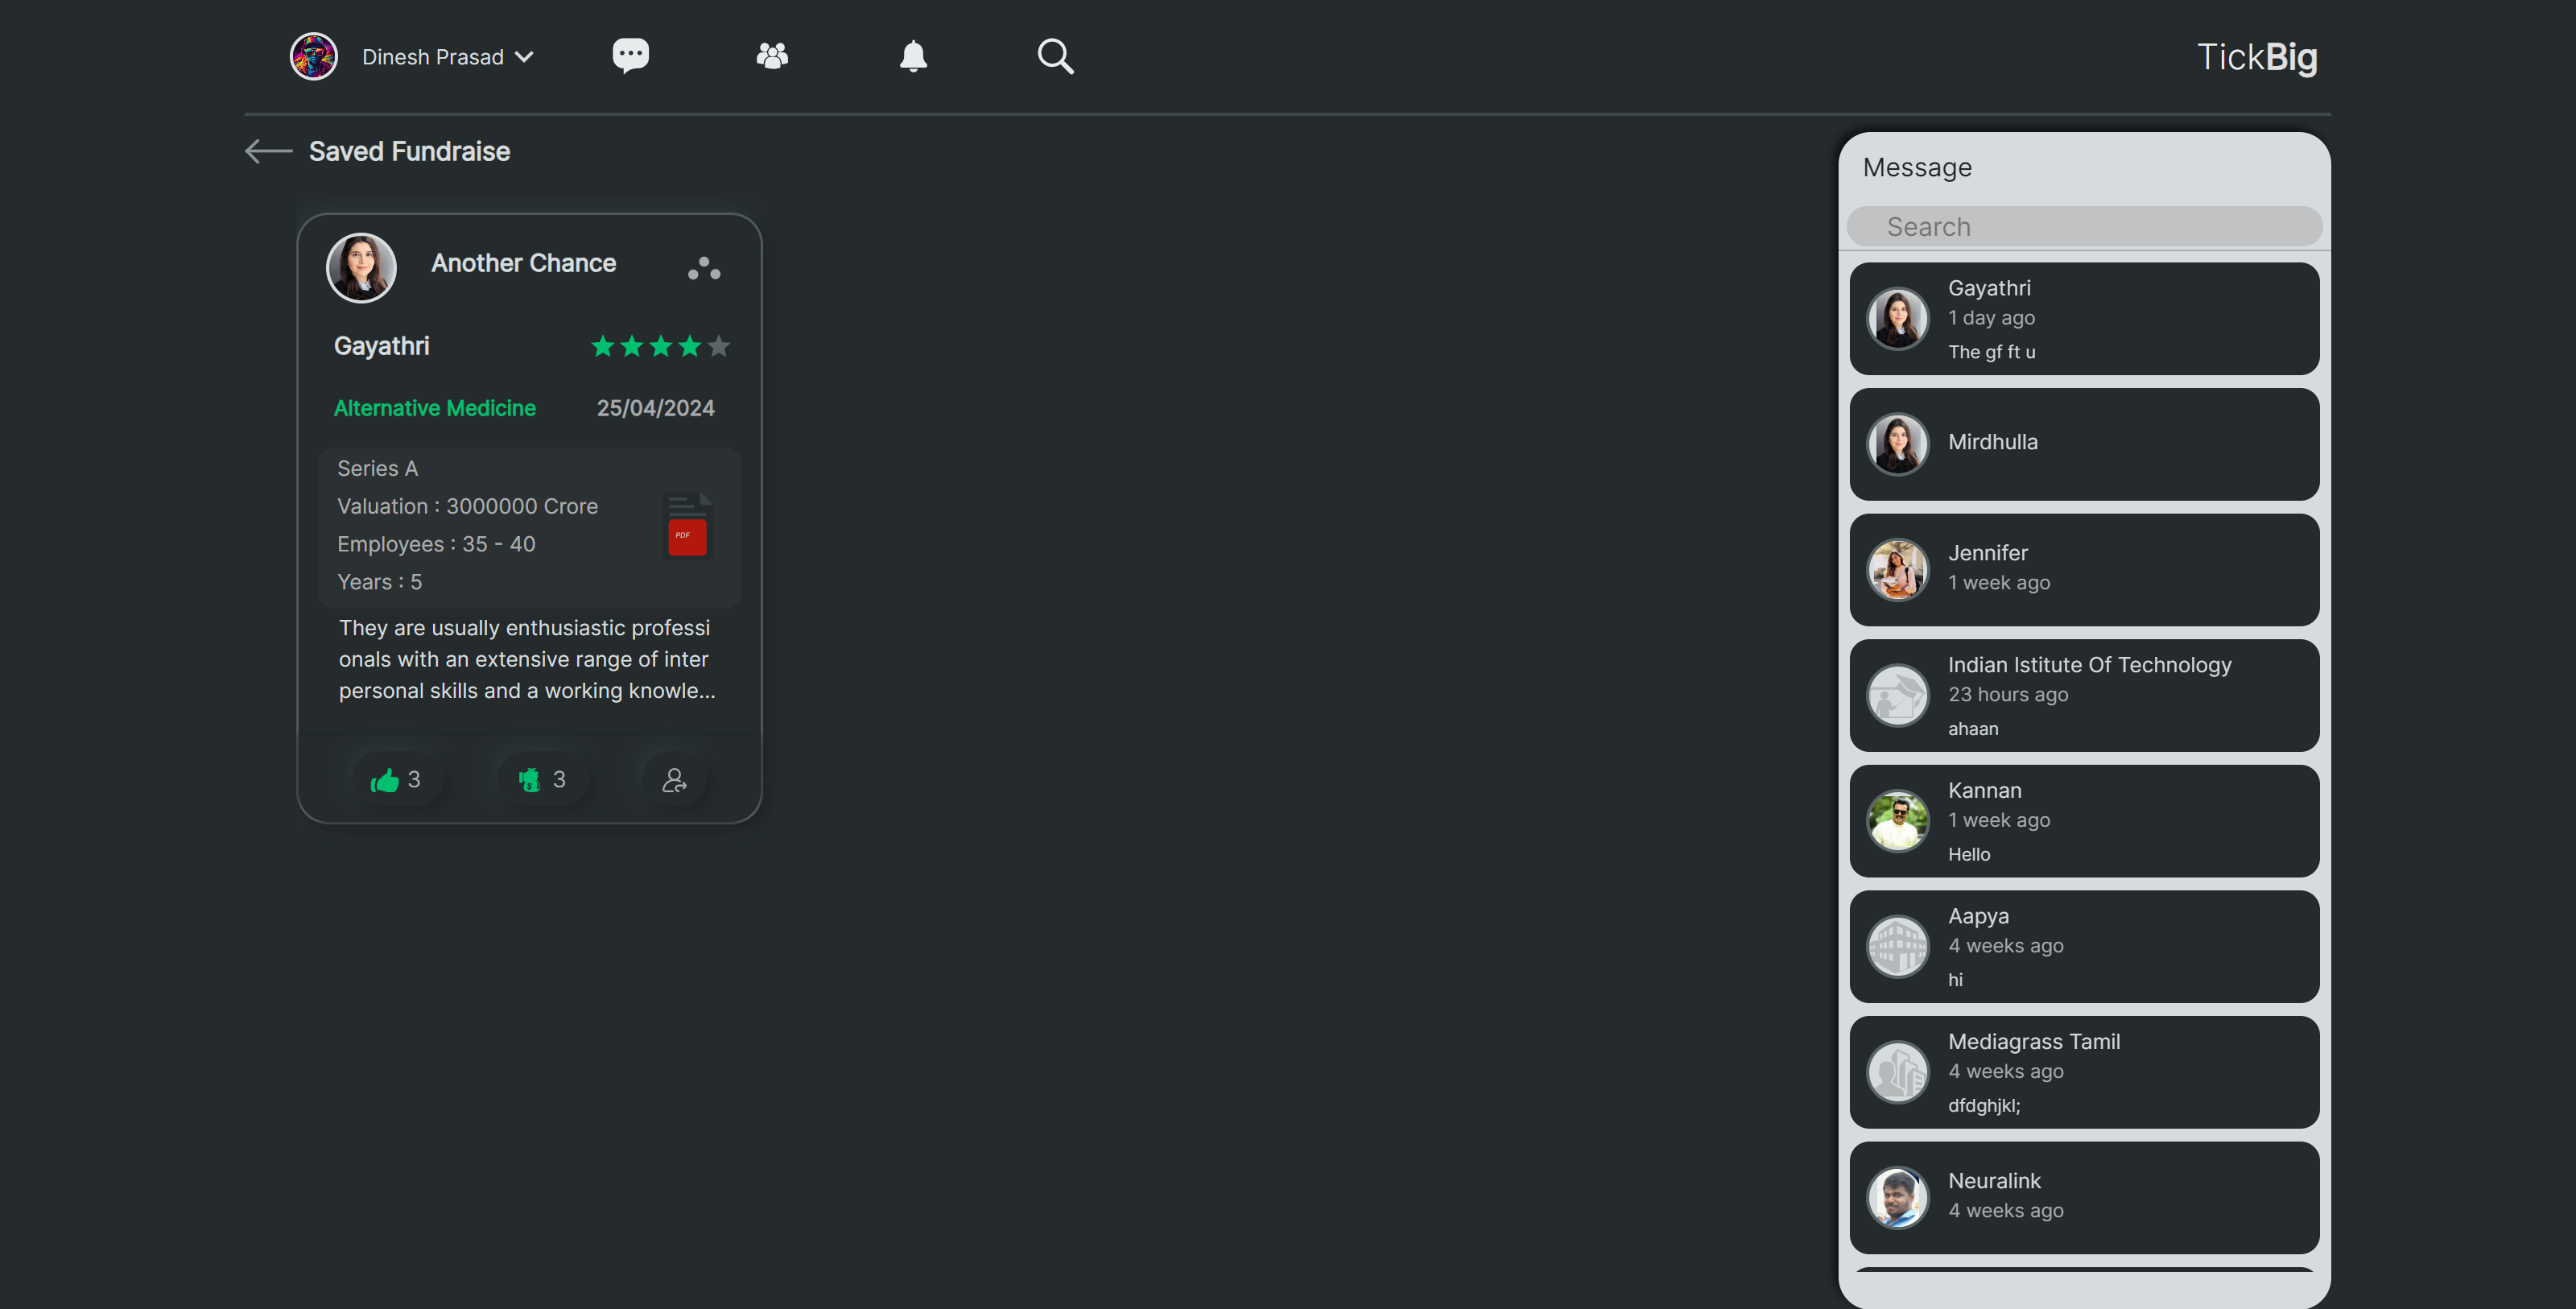 Dinesh Prasad
TickBig
Saved Fundraise
Another Chance
Gayathri
Alternative Medicine 25/04/2024
Series A
Valuation : 3000000 Crore
Employees : 35 - 40
Years : 5
PDF
They are usually enthusiastic professi
onals with an extensive range of inter
personal skills and a working knowle...
3 3
Message
Search
Gayathri
1 day ago
The gf ft u
Mirdhulla
Jennifer
1 week ago
Indian Istitute Of Technology
23 hours ago
ahaan
Kannan
1 week ago
Hello
Aapya
4 weeks ago
hi
Mediagrass Tamil
4 weeks ago
dfdghjkl;
Neuralink
4 weeks ago